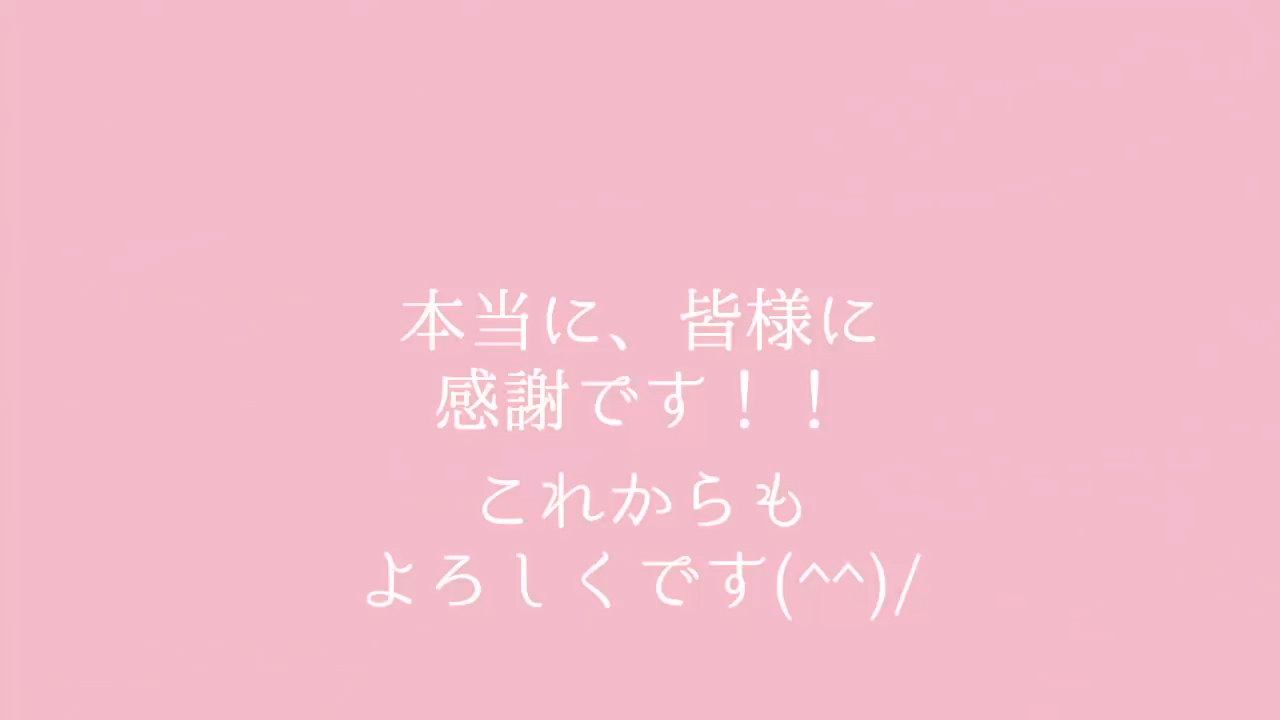 本当に、皆様に
感謝です！！
これからも
よろしくです(^^)/